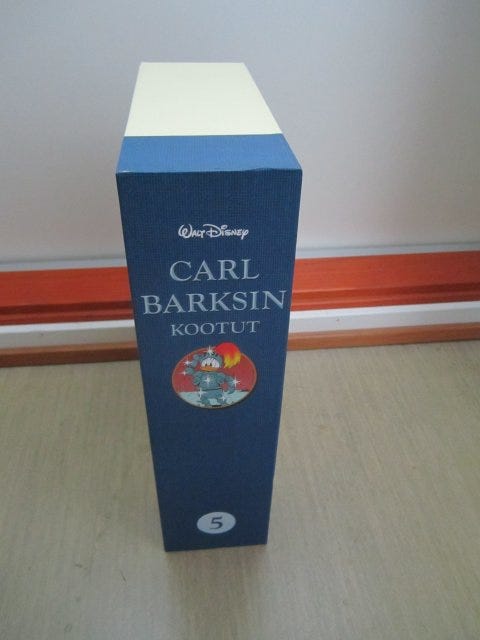 Walt Disney
CARL
BARKSIN
KOOTUT
5